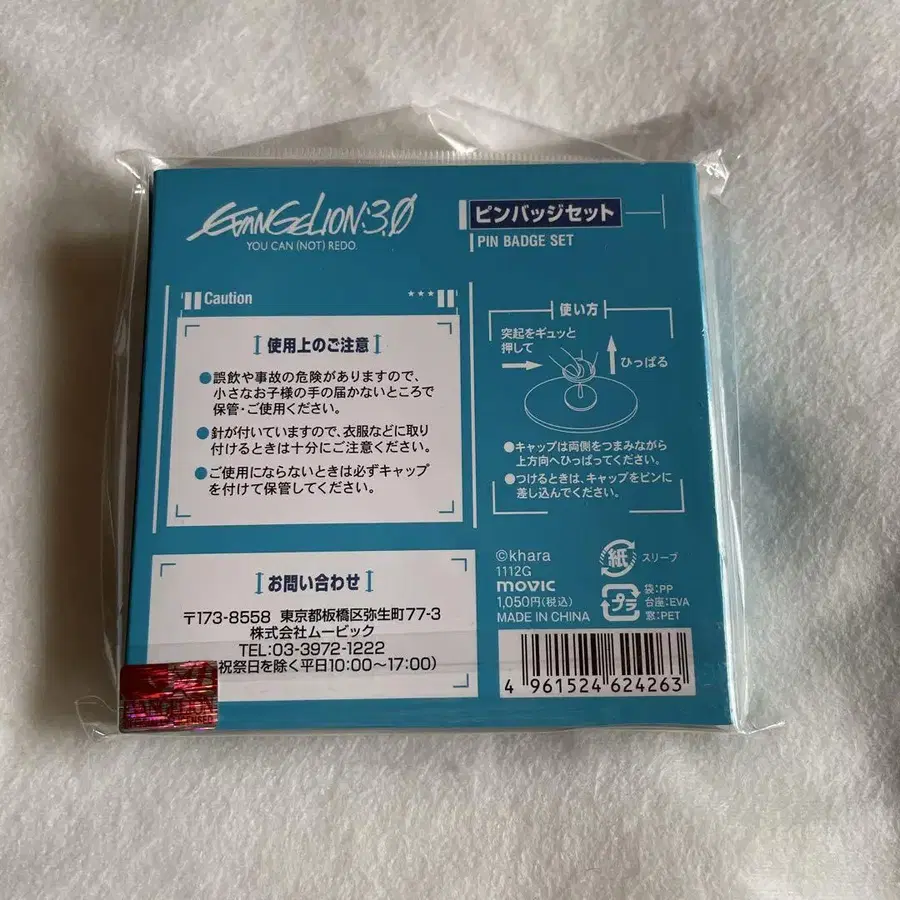 EVANGELION:3.0
YOU CAN (NOT) REDO.
ピンバッジセット
PIN BADGE SET
Caution
使用上のご注意
●誤飲や事故の危険がありますので、
小さなお子様の手の届かないところで
保管・ご使用ください。
●針が付いていますので、衣服などに取り
付けるときは十分にご注意ください。
●ご使用にならないときは必ずキャップ
を付けて保管してください。
使い方
突起をギュッと
押して
ひっぱる
●キャップは両側をつまみながら
上方向へひっぱってください。
●つけるときは、キャップをピンに
差し込んでください。
お問い合わせ
〒173-8558 東京都板橋区弥生町77-3
株式会社ムービック
TEL:03-3972-1222
祝祭日を除く平日10:00〜17:00)
©khara
1112G
movic
1,050円(税込)
MADE IN CHINA
紙 スリーブ
プラ
袋:PP
台座:EVA
窓:PET
4 961524 624263